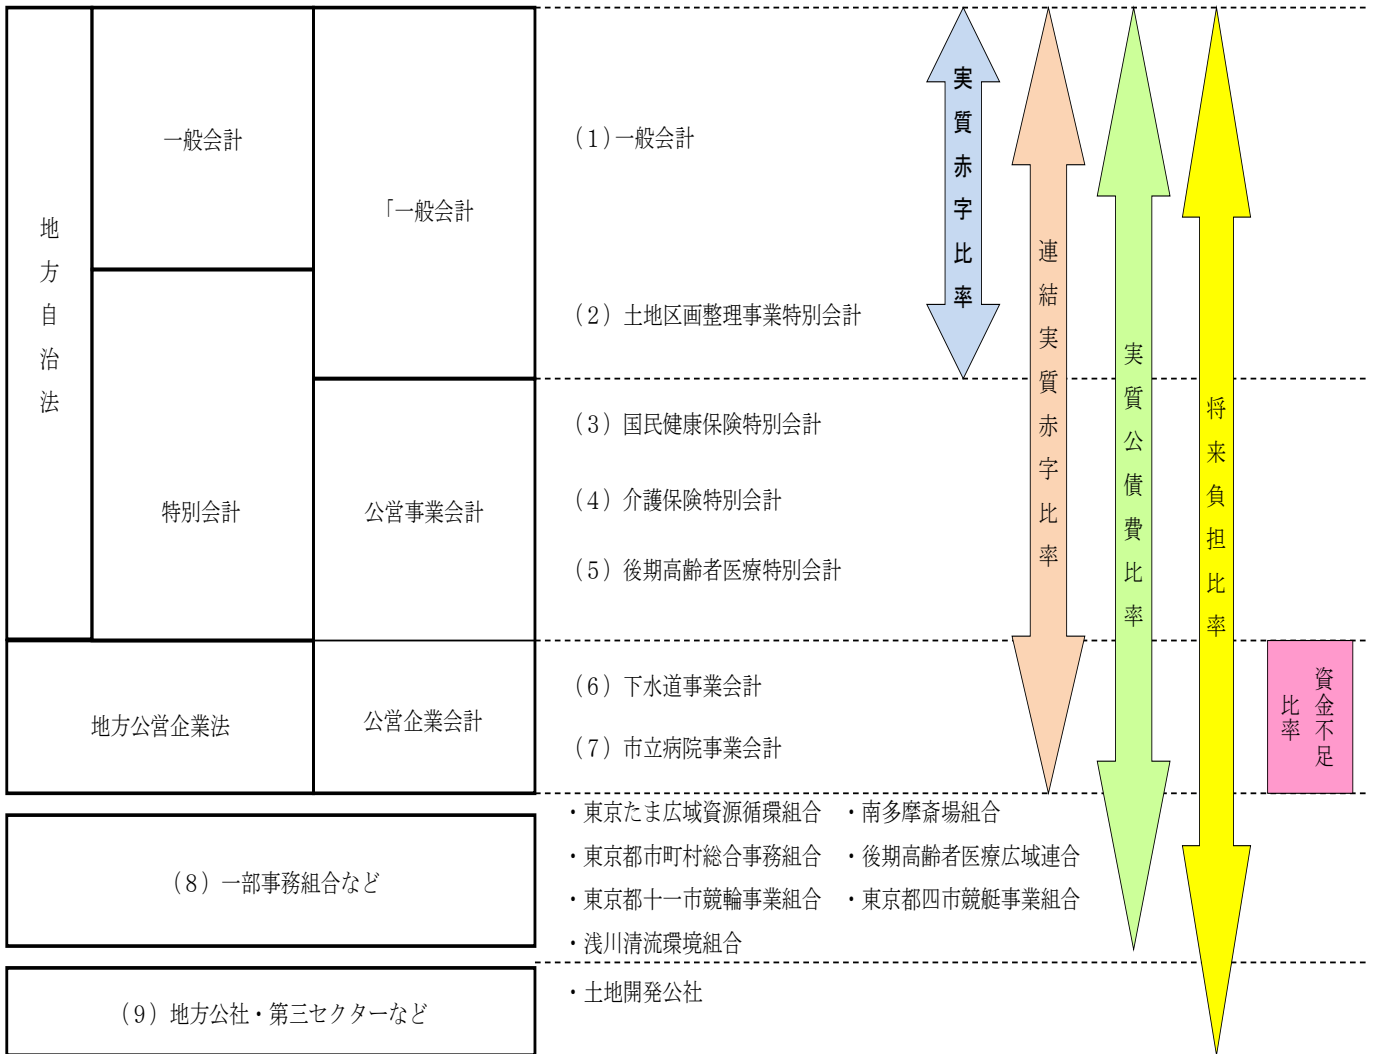 地方自治法
一般会計
特別会計
「一般会計
公営事業会計
地方公営企業法
公営企業会計
(1)一般会計
(2)土地区画整理事業特別会計
(3)国民健康保険特別会計
(4)介護保険特別会計
(5)後期高齢者医療特別会計
(6)下水道事業会計
(7)市立病院事業会計
(8)一部事務組合など
・東京たま広域資源循環組合 ・南多摩斎場組合
・東京都市町村総合事務組合 ・後期高齢者医療広域連合
・東京都十一市競輪事業組合 ・東京都四市競艇事業組合
・浅川清流環境組合
(9)地方公社・第三セクターなど
・土地開発公社
実質赤字比率
連結実質赤字比率
実質公債費比率
将来負担比率
資金不足
比率